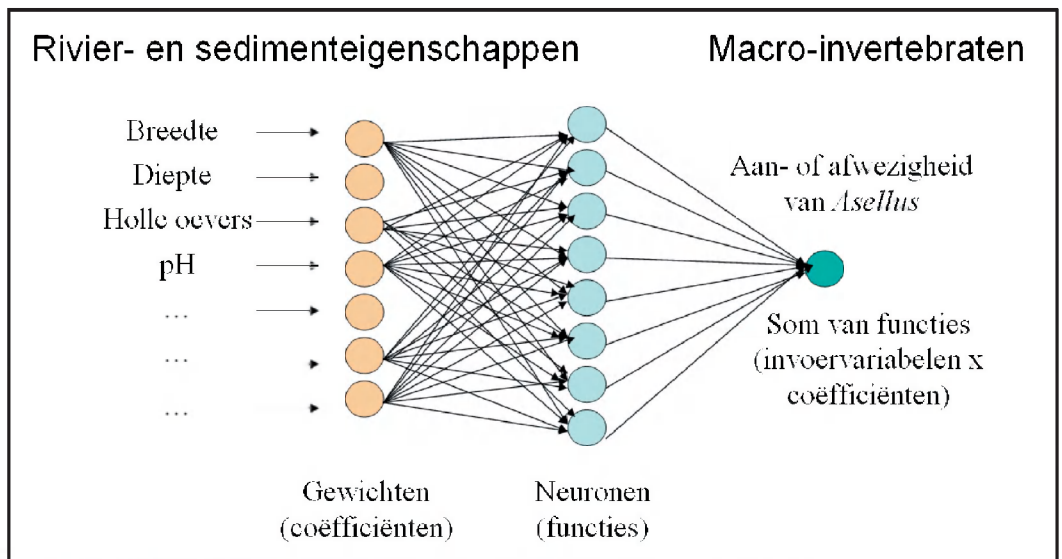 Rivier- en sedimenteigenschappen
Macro-invertebraten
Breedte
Diepte
Holle oevers
pH
...
...
...
Aan- of afwezigheid
van Asellus
Som van functies
(invoervariabelen x
coëfficiënten)
Gewichten
(coëfficiënten)
Neuronen
(functies)